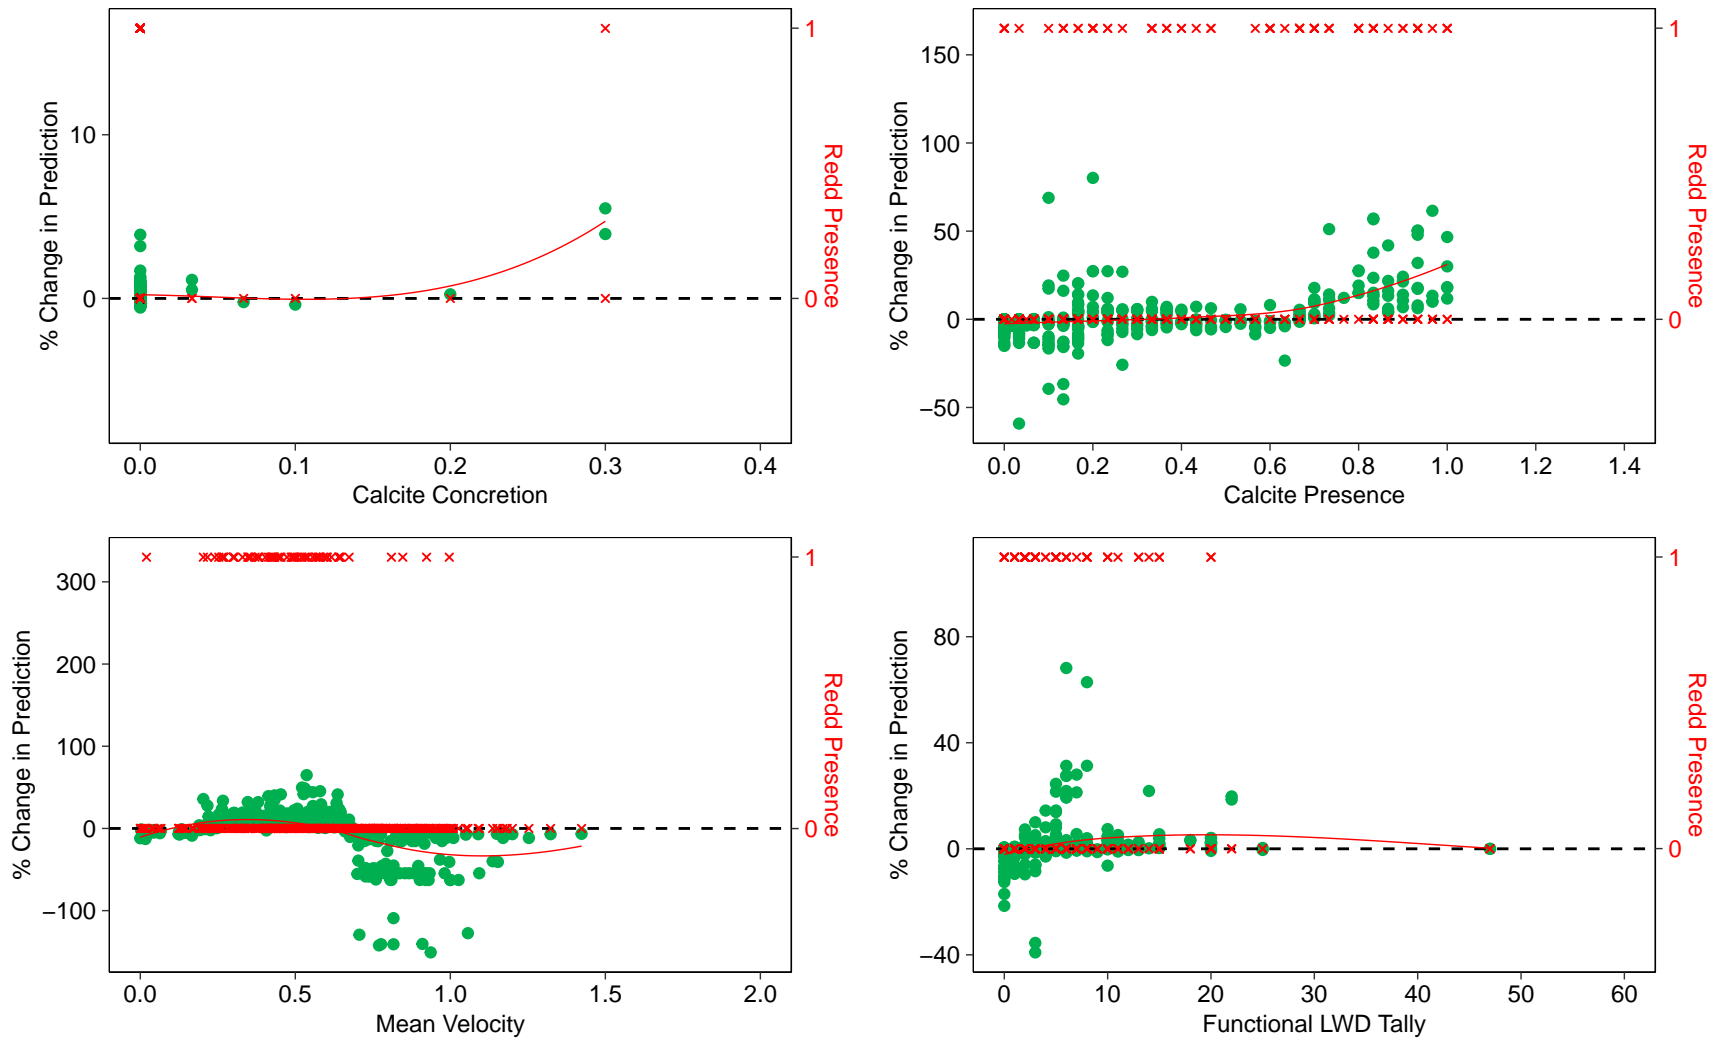 % Change in Prediction
10
0
1
0
Redd Presence
0.0 0.1 0.2 0.3 0.4
Calcite Concretion
% Change in Prediction
150
100
50
0
−50
1
0
Redd Presence
0.0 0.2 0.4 0.6 0.8 1.0 1.2 1.4
Calcite Presence
% Change in Prediction
300
200
100
0
−100
1
0
Redd Presence
0.0 0.5 1.0 1.5 2.0
Mean Velocity
% Change in Prediction
80
40
0
−40
1
0
Redd Presence
0 10 20 30 40 50 60
Functional LWD Tally